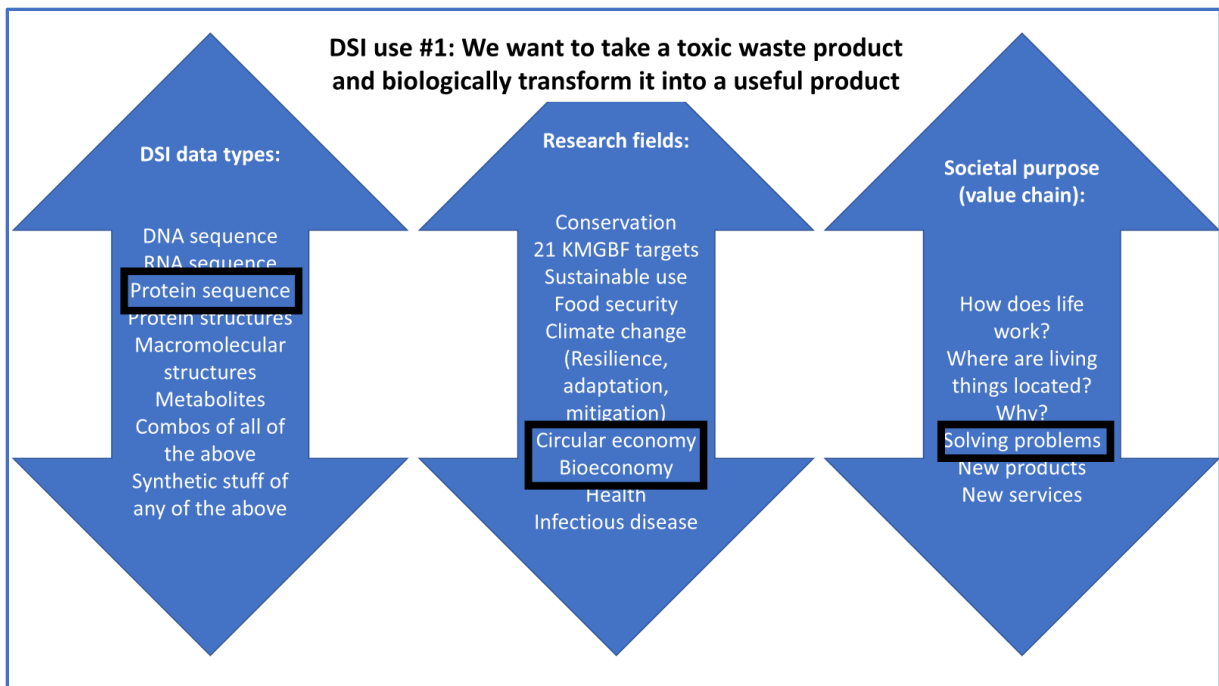 DSI use #1: We want to take a toxic waste product
and biologically transform it into a useful product
DSI data types:
DNA sequence
RNA sequence
Protein sequence
Protein structures
Macromolecular
structures
Metabolites
Combos of all of
the above
Synthetic stuff of
any of the above
Research fields:
Conservation
21 KMGBF targets
Sustainable use
Food security
Climate change
(Resilience,
adaptation,
mitigation)
Circular economy
Bioeconomy
Health
Infectious disease
Societal purpose
(value chain):
How does life
work?
Where are living
things located?
Why?
Solving problems
New products
New services